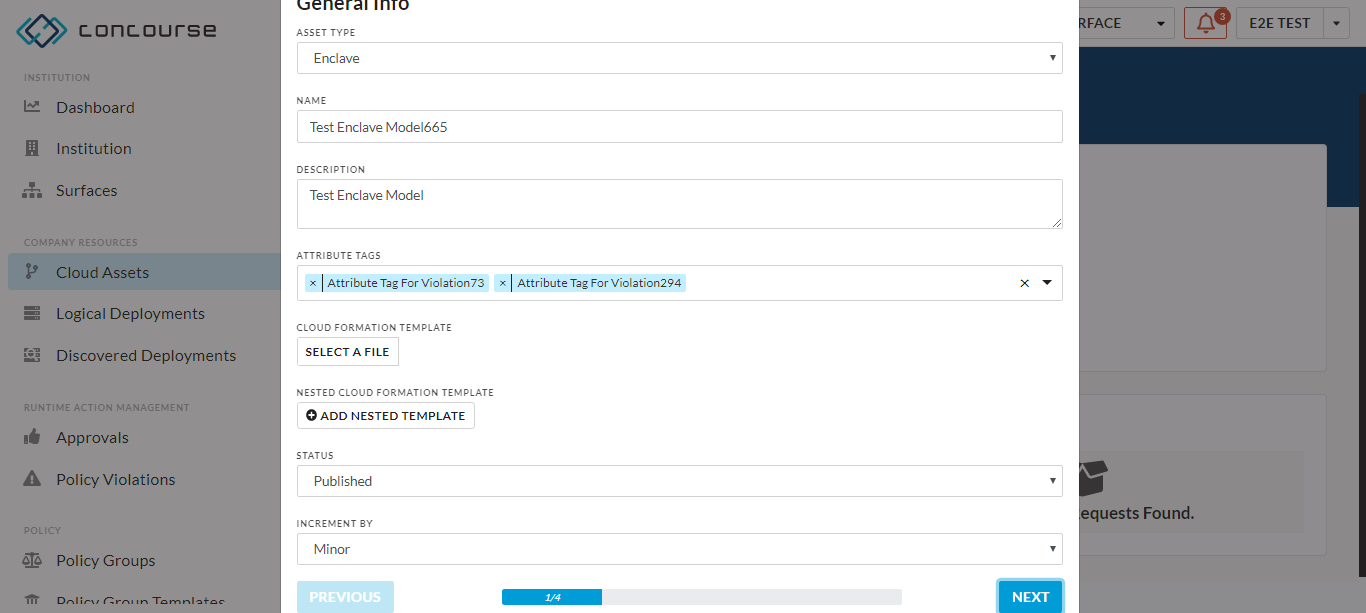 concourse
INSTITUTION
Dashboard
Institution
Surfaces
COMPANY RESOURCES
Cloud Assets
Logical Deployments
Discovered Deployments
RUNTIME ACTION MANAGEMENT
Approvals
Policy Violations
POLICY
Policy Groups
Policy Group Templates
General Info
ASSET TYPE
Enclave
NAME
Test Enclave Model665
DESCRIPTION
Test Enclave Model
ATTRIBUTE TAGS
× Attribute Tag For Violation73 × Attribute Tag For Violation294 ×
CLOUD FORMATION TEMPLATE
SELECT A FILE
NESTED CLOUD FORMATION TEMPLATE
ADD NESTED TEMPLATE
STATUS
Published
INCREMENT BY
Minor
PREVIOUS 1/4 NEXT
RFACE 3 E2E TEST
equests Found.